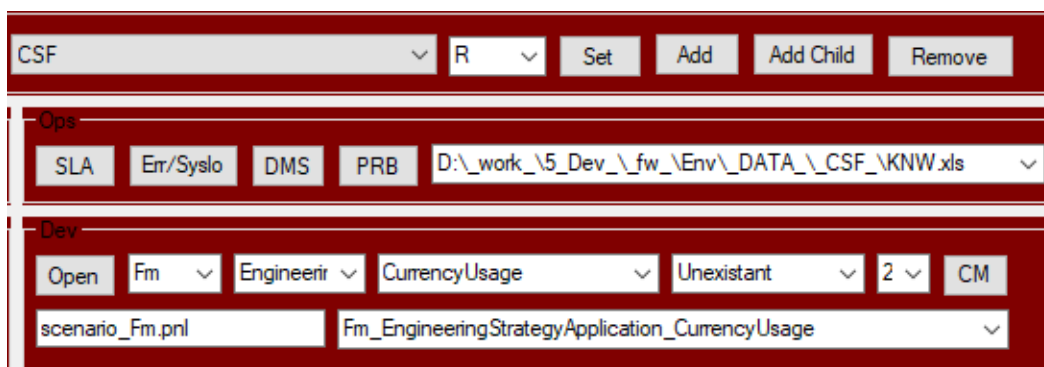 CSF R Set Add Add Child Remove
Ops
SLA Err/Syslo DMS PRB D:\_work_\5_Dev_\_fw_\Env\_DATA_\_CSF_\KNW.xls
Dev
Open Fm Engineerir CurrencyUsage Unexistant 2 CM
scenario_Fm.pnl Fm_EngineeringStrategyApplication_CurrencyUsage